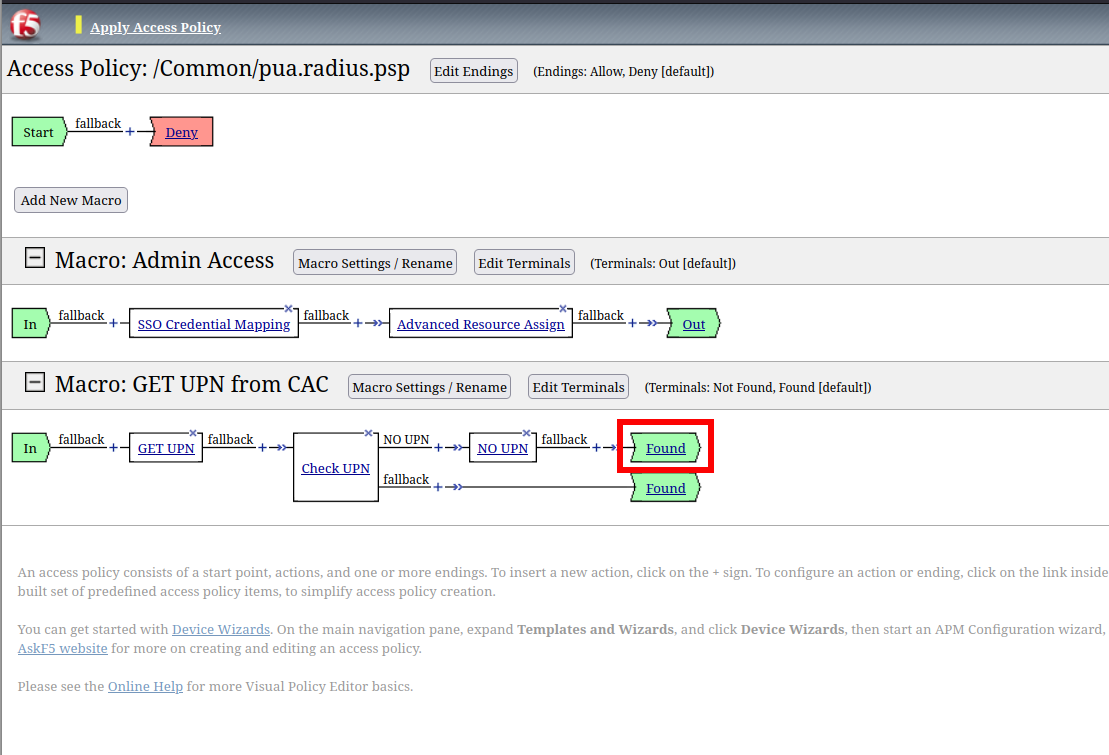 f5
Apply Access Policy
Access Policy: /Common/pua.radius.psp Edit Endings (Endings: Allow, Deny [default])
Start fallback + Deny
Add New Macro
Macro: Admin Access Macro Settings / Rename Edit Terminals (Terminals: Out [default])
In fallback + SSO Credential Mapping fallback + Advanced Resource Assign fallback + Out
Macro: GET UPN from CAC Macro Settings / Rename Edit Terminals (Terminals: Not Found, Found [default])
In fallback + GET UPN fallback + Check UPN NO UPN + NO UPN fallback + Found
fallback + Found
An access policy consists of a start point, actions, and one or more endings. To insert a new action, click on the + sign. To configure an action or ending, click on the link inside
built set of predefined access policy items, to simplify access policy creation.
You can get started with Device Wizards. On the main navigation pane, expand Templates and Wizards, and click Device Wizards, then start an APM Configuration wizard,
AskF5 website for more on creating and editing an access policy.
Please see the Online Help for more Visual Policy Editor basics.